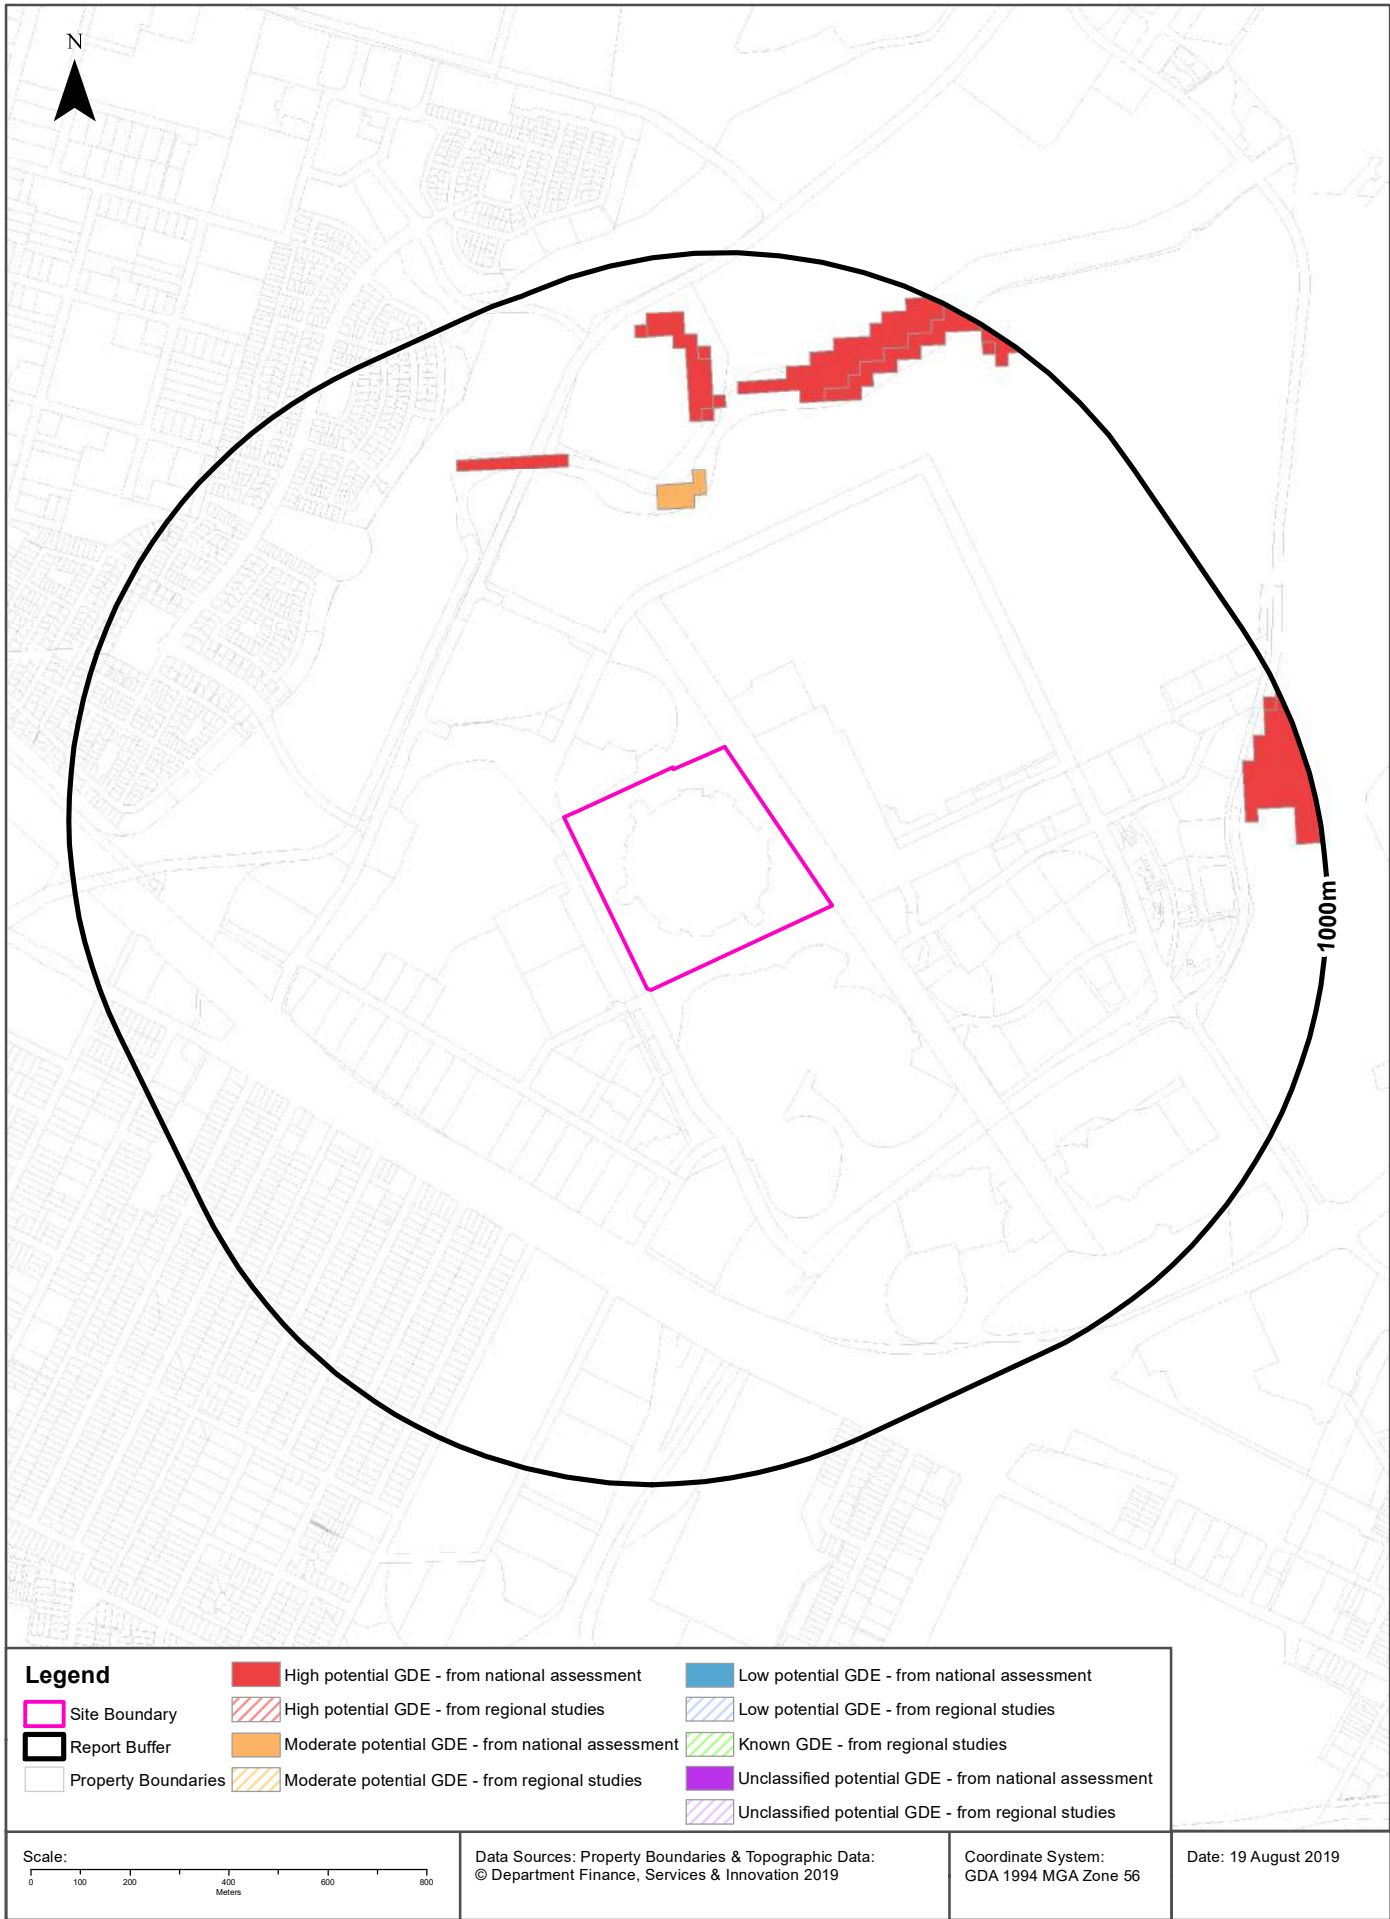 N
1000m
Legend
Site Boundary
Report Buffer
Property Boundaries
High potential GDE - from national assessment
High potential GDE - from regional studies
Moderate potential GDE - from national assessment
Moderate potential GDE - from regional studies
Low potential GDE - from national assessment
Low potential GDE - from regional studies
Known GDE - from regional studies
Unclassified potential GDE - from national assessment
Unclassified potential GDE - from regional studies
Scale:
0 100 200 400 600 800
Meters
Data Sources: Property Boundaries & Topographic Data:
© Department Finance, Services & Innovation 2019
Coordinate System:
GDA 1994 MGA Zone 56
Date: 19 August 2019